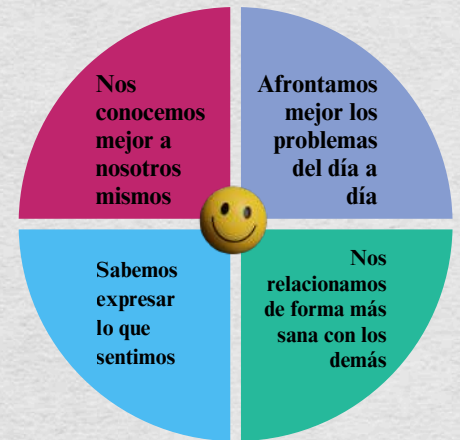 Nos
conocemos
mejor a
nosotros
mismos
Afrontamos
mejor los
problemas
del día a
día
Sabemos
expresar
lo que
sentimos
Nos
relacionamos
de forma más
sana con los
demás